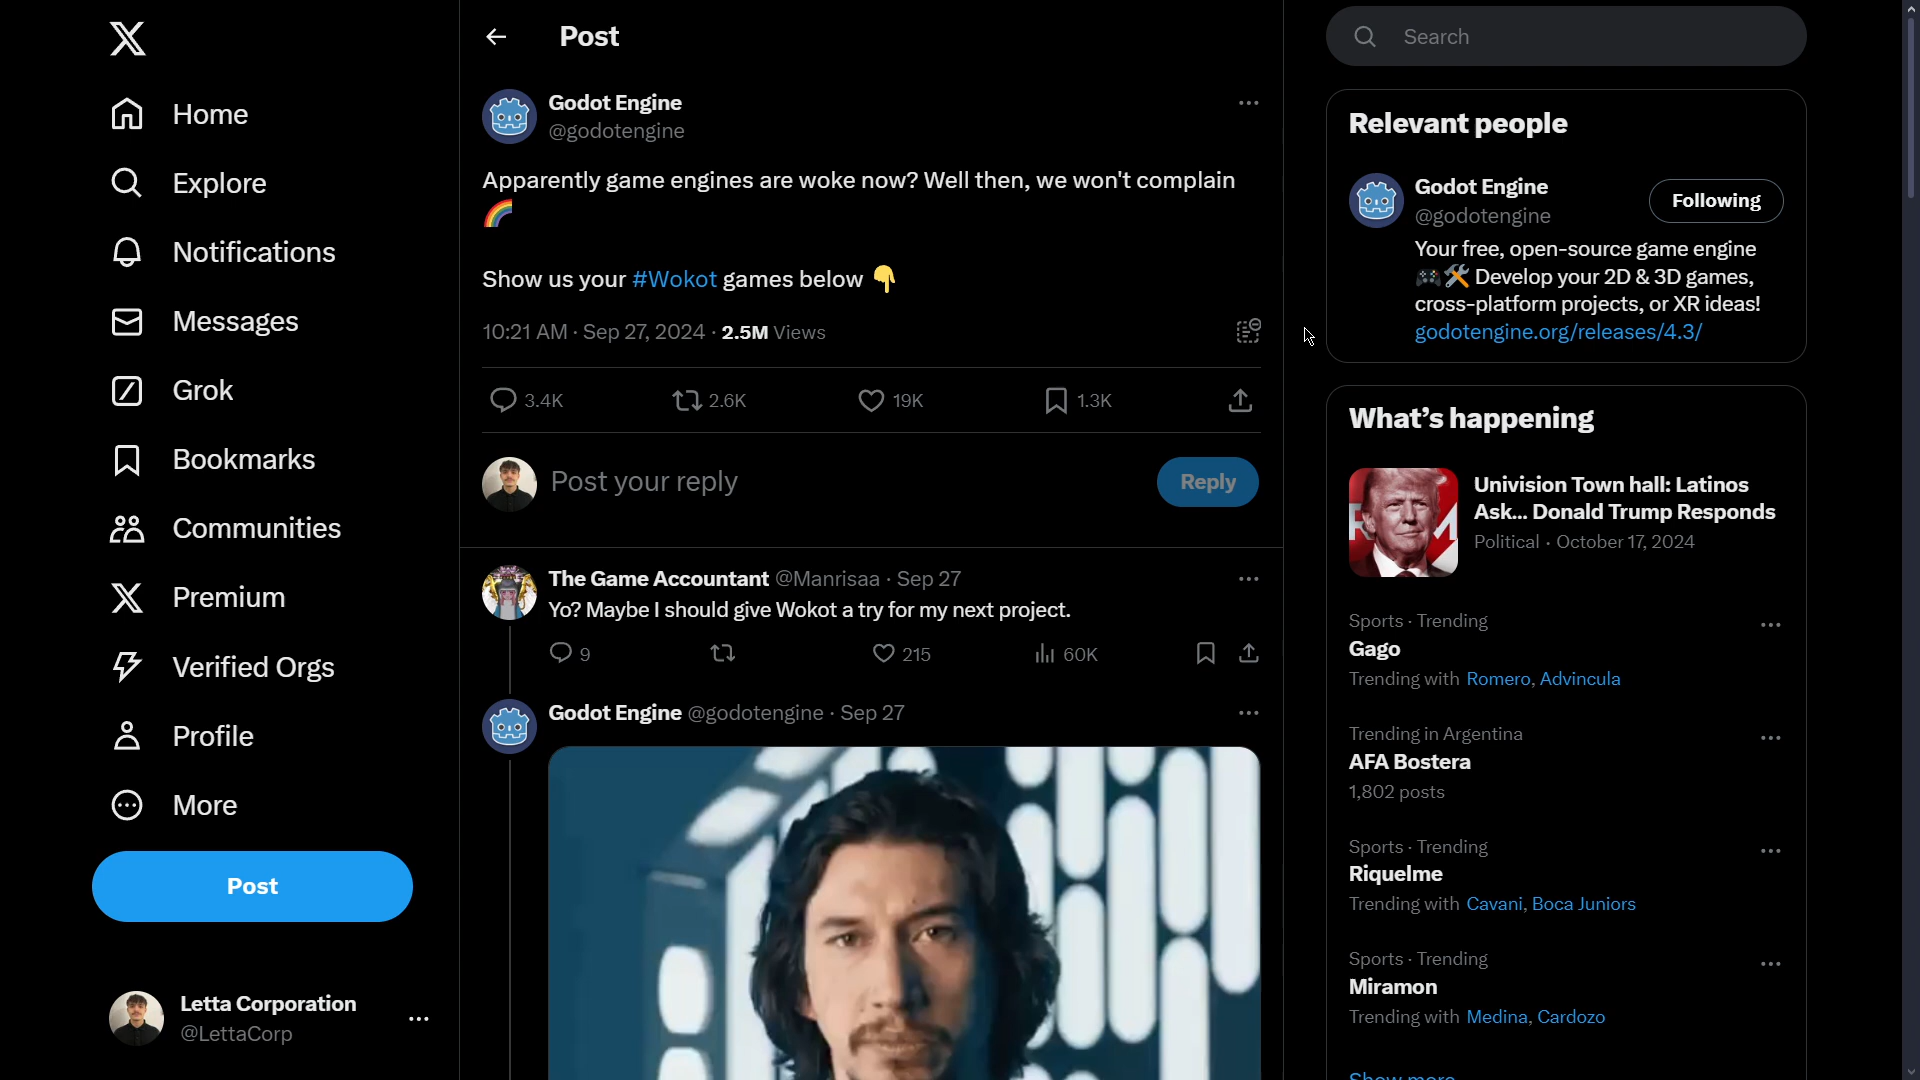 Home
Explore
Notifications
Messages
Grok
Bookmarks
Communities
Premium
Verified Orgs
Profile
More
Post
Letta Corporation
@LettaCorp
Post
Godot Engine
@godotengine
Apparently game engines are woke now? Well then, we won't complain
🌈
Show us your #Wokot games below 👇
10:21 AM · Sep 27, 2024 · 2.5M Views
3.4K 2.6K 19K 1.3K
Post your reply
Reply
The Game Accountant @Manrisaa · Sep 27
Yo? Maybe I should give Wokot a try for my next project.
9 215 60K
Godot Engine @godotengine · Sep 27
Search
Relevant people
Godot Engine
@godotengine
Following
Your free, open-source game engine
🎮🛠️ Develop your 2D & 3D games,
cross-platform projects, or XR ideas!
godotengine.org/releases/4.3/
What's happening
Univision Town hall: Latinos
Ask... Donald Trump Responds
Political · October 17, 2024
Sports · Trending
Gago
Trending with Romero, Advincula
Trending in Argentina
AFA Bostera
1,802 posts
Sports · Trending
Riquelme
Trending with Cavani, Boca Juniors
Sports · Trending
Miramon
Trending with Medina, Cardozo
Show more